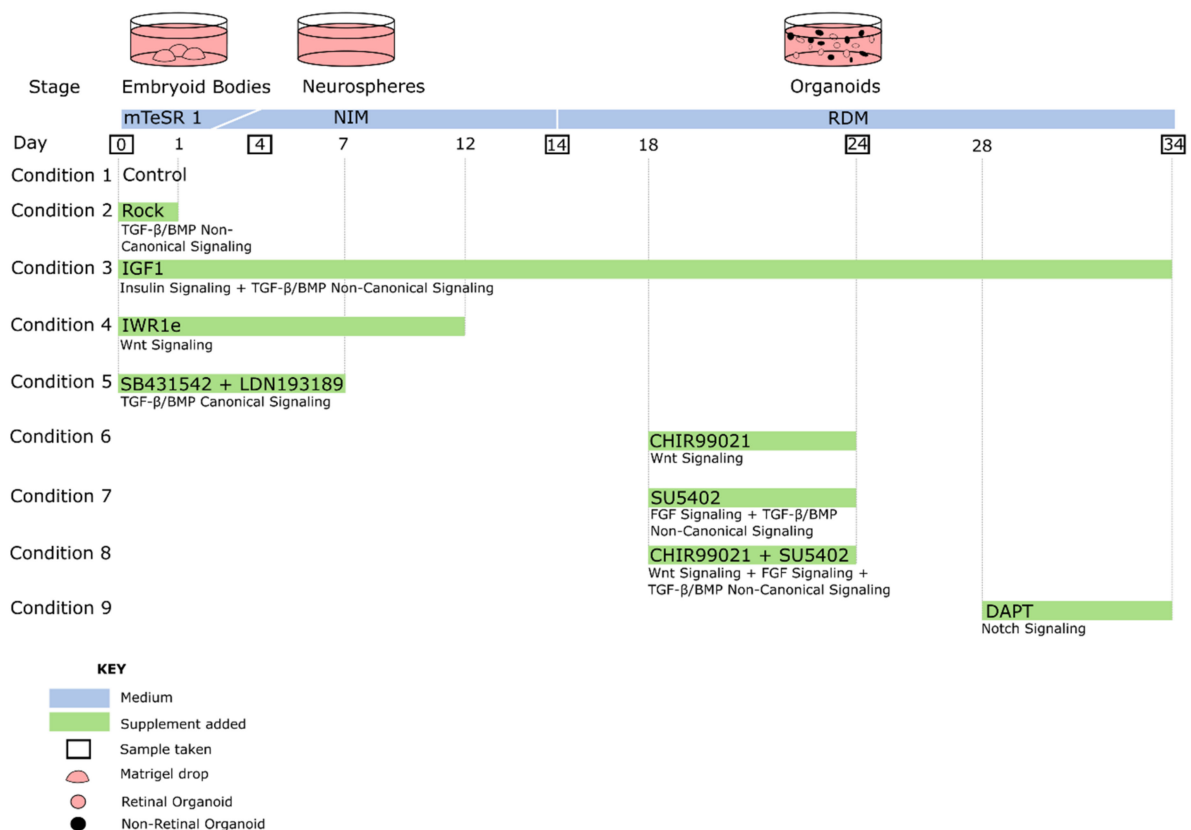 Stage Embryoid Bodies Neurospheres Organoids
mTeSR 1 NIM RDM
Day 0 1 4 7 12 14 18 24 28 34
Condition 1 Control
Condition 2 Rock
TGF-β/BMP Non-
Canonical Signaling
Condition 3 IGF1
Insulin Signaling + TGF-β/BMP Non-Canonical Signaling
Condition 4 IWR1e
Wnt Signaling
Condition 5 SB431542 + LDN193189
TGF-β/BMP Canonical Signaling
Condition 6 CHIR99021
Wnt Signaling
Condition 7 SU5402
FGF Signaling + TGF-β/BMP
Non-Canonical Signaling
Condition 8 CHIR99021 + SU5402
Wnt Signaling + FGF Signaling +
TGF-β/BMP Non-Canonical Signaling
Condition 9 DAPT
Notch Signaling
KEY
Medium
Supplement added
Sample taken
Matrigel drop
Retinal Organoid
Non-Retinal Organoid